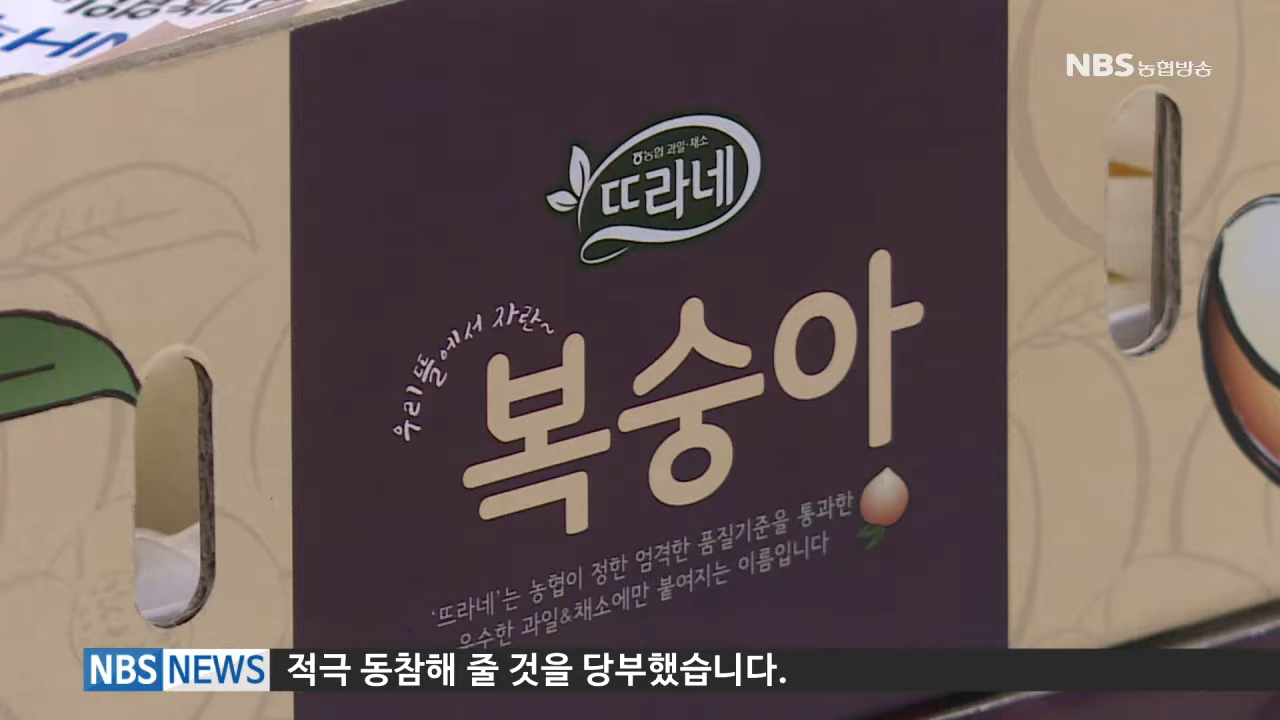 NH
NBS 농협방송
농협 과일·채소
뜨라네
우리뜰에서 자란~
복숭아
'뜨라네'는 농협이 정한 엄격한 품질기준을 통과한
우수한 과일&채소에만 붙여지는 이름입니다
NBS NEWS 적극 동참해 줄 것을 당부했습니다.